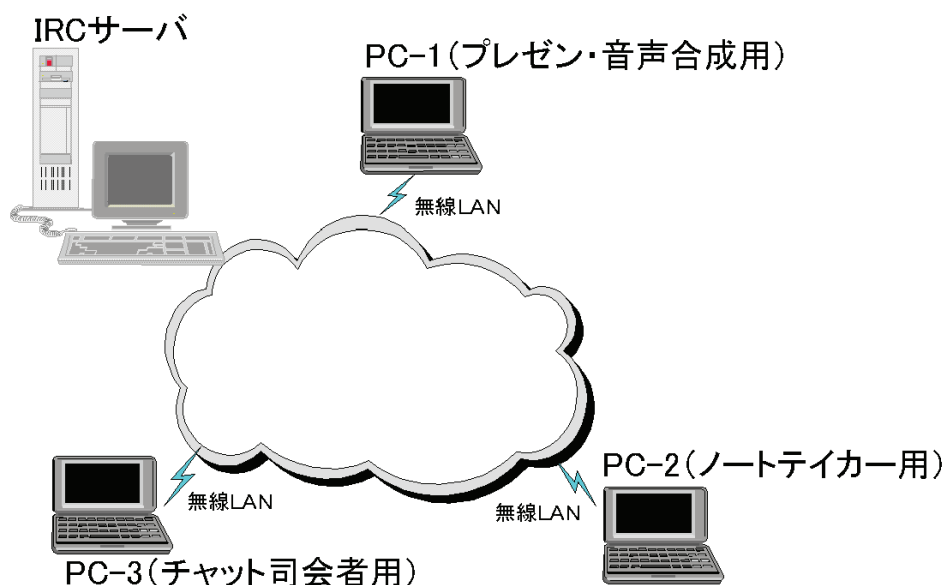 IRCサーバ
PC-1(プレゼン・音声合成用)
無線LAN
無線LAN
PC-2(ノートテイカー用)
無線LAN
PC-3(チャット司会者用)